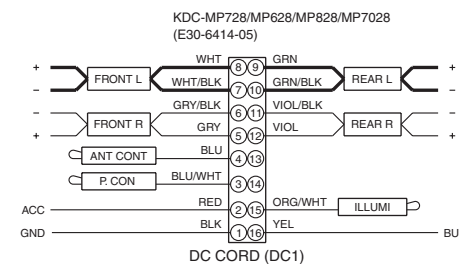 KDC-MP728/MP628/MP828/MP7028
(E30-6414-05)
+ FRONT L WHT 8 9 GRN REAR L +
– WHT/BLK 7 10 GRN/BLK –
– FRONT R GRY/BLK 6 11 VIOL/BLK REAR R –
+ GRY 5 12 VIOL +
ANT CONT BLU 4 13
P. CON BLU/WHT 3 14
ACC RED 2 15 ORG/WHT ILLUMI
GND BLK 1 16 YEL BU
DC CORD (DC1)